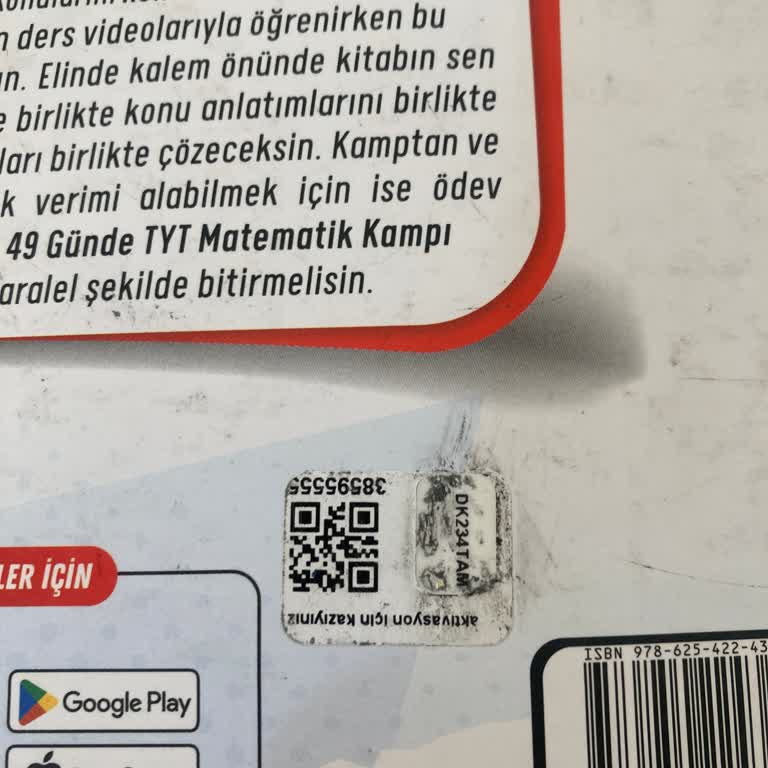 n ders videolarıyla öğrenirken bu
n. Elinde kalem önünde kitabın sen
e birlikte konu anlatımlarını birlikte
ları birlikte çözeceksin. Kamptan ve
k verimi alabilmek için ise ödev
49 Günde TYT Matematik Kampı
aralel şekilde bitirmelisin.
38595555
DK234TAM
aktivasyon için kazıyınız
LER İÇİN
Google Play
ISBN 978-625-422-43